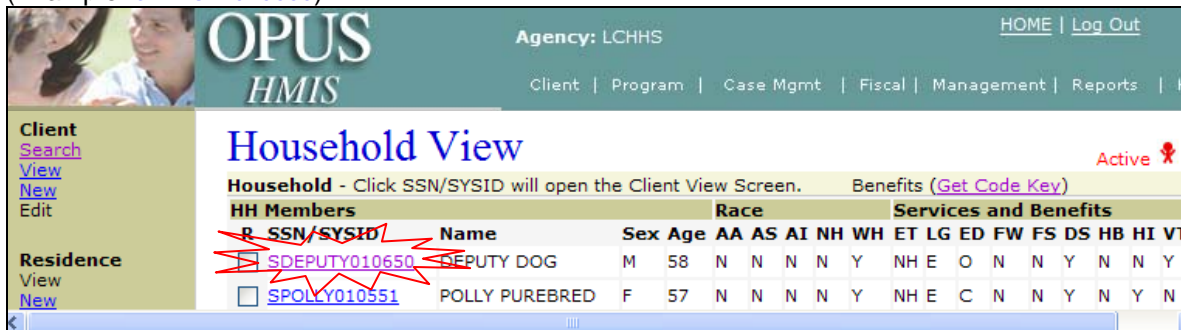 OPUS
HMIS
Agency: LCHHS
HOME | Log Out
Client | Program | Case Mgmt | Fiscal | Management | Reports |
Client
Search
View
New
Edit
Residence
View
New
Household View
Active
Household - Click SSN/SYSID will open the Client View Screen. Benefits (Get Code Key)
HH Members Race Services and Benefits
R SSN/SYSID Name Sex Age AA AS AI NH WH ET LG ED FW FS DS HB HI VT
SDEPUTY010650 DEPUTY DOG M 58 N N N N Y NH E O N N Y N N Y
SPOLLY010551 POLLY PUREBRED F 57 N N N N Y NH E C N N Y N Y N